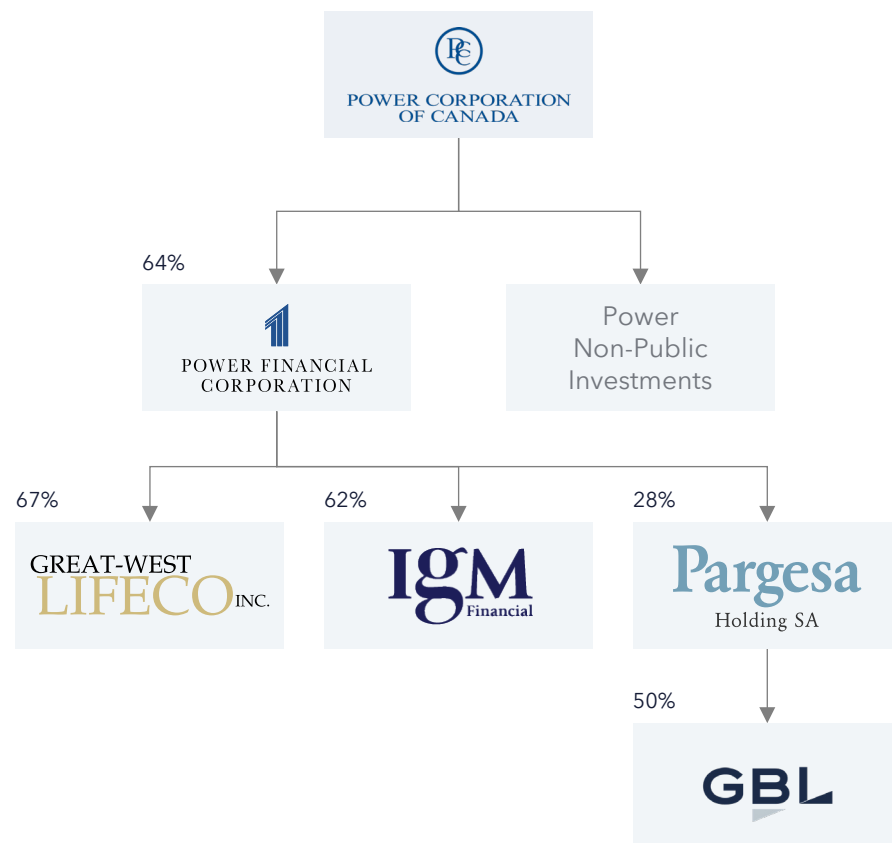 PCC
POWER CORPORATION
OF CANADA
64%
POWER FINANCIAL
CORPORATION
Power
Non-Public
Investments
67%
GREAT-WEST
LIFECO INC.
62%
IgM
Financial
28%
Pargesa
Holding SA
50%
GBL